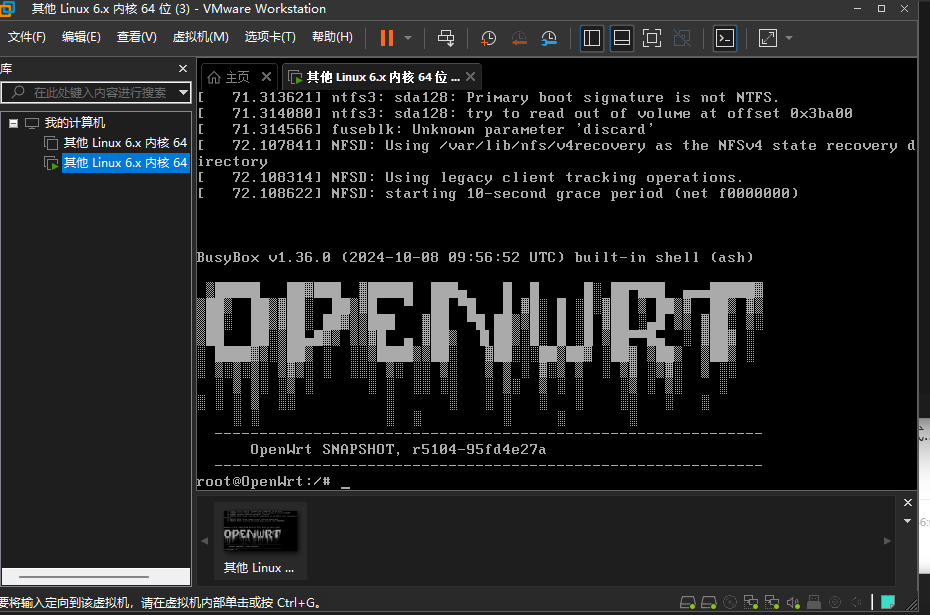 其他 Linux 6.x 内核 64 位 (3) - VMware Workstation
文件(F) 编辑(E) 查看(V) 虚拟机(M) 选项卡(T) 帮助(H)
库
在此处键入内容进行搜索
我的计算机
其他 Linux 6.x 内核 64
其他 Linux 6.x 内核 64
主页 其他 Linux 6.x 内核 64 位 ...
[   71.313621] ntfs3: sda128: Primary boot signature is not NTFS.
[   71.314080] ntfs3: sda128: try to read out of volume at offset 0x3ba00
[   71.314566] fuseblk: Unknown parameter 'discard'
[   72.107841] NFSD: Using /var/lib/nfs/v4recovery as the NFSv4 state recovery d
irectory
[   72.108314] NFSD: Using legacy client tracking operations.
[   72.108622] NFSD: starting 10-second grace period (net f0000000)
BusyBox v1.36.0 (2024-10-08 09:56:52 UTC) built-in shell (ash)
OPENWRT
-------------------------------------------------------------
OpenWrt SNAPSHOT, r5104-95fd4e27a
-------------------------------------------------------------
root@OpenWrt:/# _
其他 Linux ...
要将输入定向到该虚拟机，请在虚拟机内部单击或按 Ctrl+G。